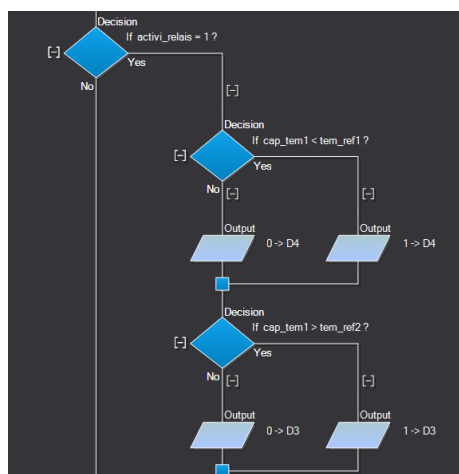 Decision
If activi_relais = 1 ?
[-]
Yes
No
[-]
Decision
If cap_tem1 < tem_ref1 ?
[-]
Yes
No
[-]
[-]
Output
0 -> D4
Output
1 -> D4
Decision
If cap_tem1 > tem_ref2 ?
[-]
Yes
No
[-]
[-]
Output
0 -> D3
Output
1 -> D3